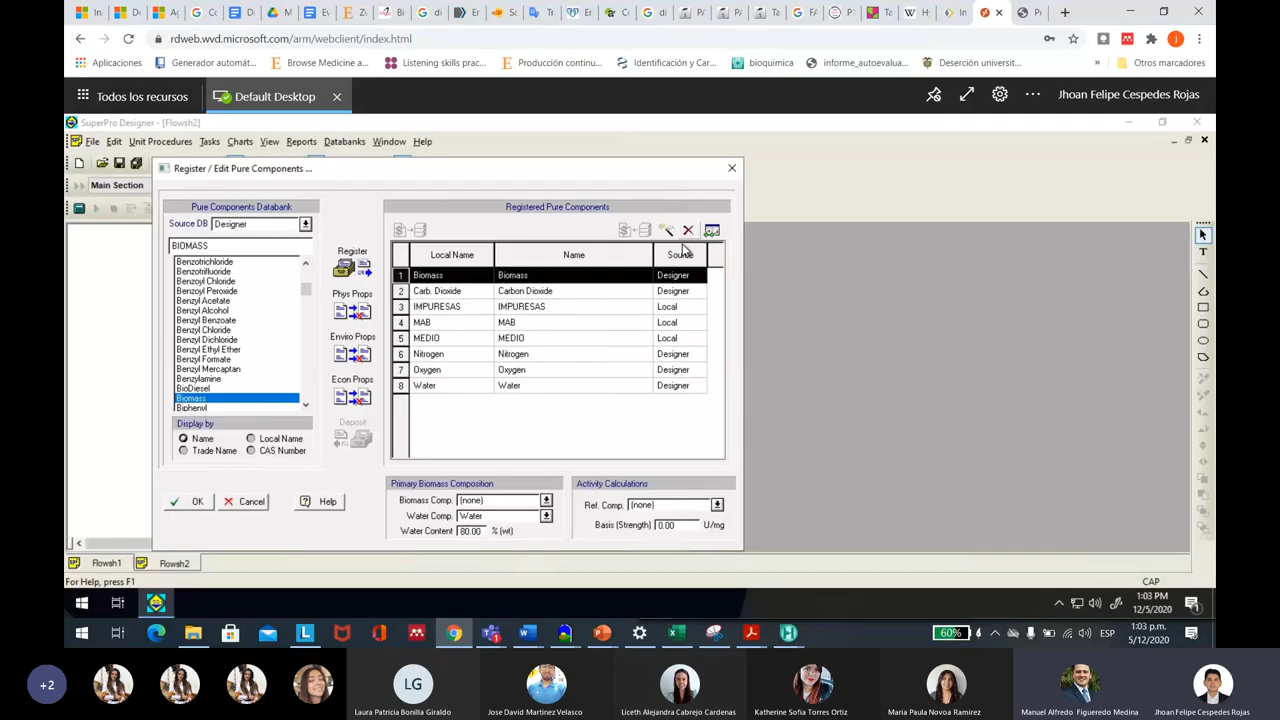 rdweb.wvd.microsoft.com/arm/webclient/index.html
Aplicaciones
Generador automát...
Browse Medicine a...
Listening skills prac...
Producción continu...
Identificación y Car...
bioquimica
informe_autoevalua...
Deserción universit...
»
Otros marcadores
Todos los recursos
Default Desktop
Jhoan Felipe Cespedes Rojas
SuperPro Designer - [Flowsh2]
File Edit Unit Procedures Tasks Charts View Reports Databanks Window Help
Main Section
Register / Edit Pure Components ...
Pure Components Databank
Source DB Designer
BIOMASS
Benzotrichloride
Benzotrifluoride
Benzoyl Chloride
Benzoyl Peroxide
Benzyl Acetate
Benzyl Alcohol
Benzyl Benzoate
Benzyl Chloride
Benzyl Dichloride
Benzyl Ethyl Ether
Benzyl Formate
Benzyl Mercaptan
Benzylamine
BioDiesel
Biomass
Biphenyl
Display by
Name
Local Name
Trade Name
CAS Number
Register
Phys Props
Enviro Props
Econ Props
Deposit
Registered Pure Components
Local Name Name Source
1 Biomass Biomass Designer
2 Carb. Dioxide Carbon Dioxide Designer
3 IMPURESAS IMPURESAS Local
4 MAB MAB Local
5 MEDIO MEDIO Local
6 Nitrogen Nitrogen Designer
7 Oxygen Oxygen Designer
8 Water Water Designer
OK
Cancel
Help
Primary Biomass Composition
Biomass Comp. (none)
Water Comp. Water
Water Content 80.00 % (wt)
Activity Calculations
Ref. Comp. (none)
Basis (Strength) 0.00 U/mg
Flowsh1
Flowsh2
For Help, press F1
CAP
1:03 PM
12/5/2020
60%
ESP
1:03 p.m.
5/12/2020
+2
LG
Laura Patricia Bonilla Giraldo
Jose David Martinez Velasco
Liceth Alejandra Cabrejo Cardenas
Katherine Sofia Torres Ortiz
Maria Paula Novoa Ramirez
Manuel Alfredo Figueredo Medina
Jhoan Felipe Cespedes Rojas